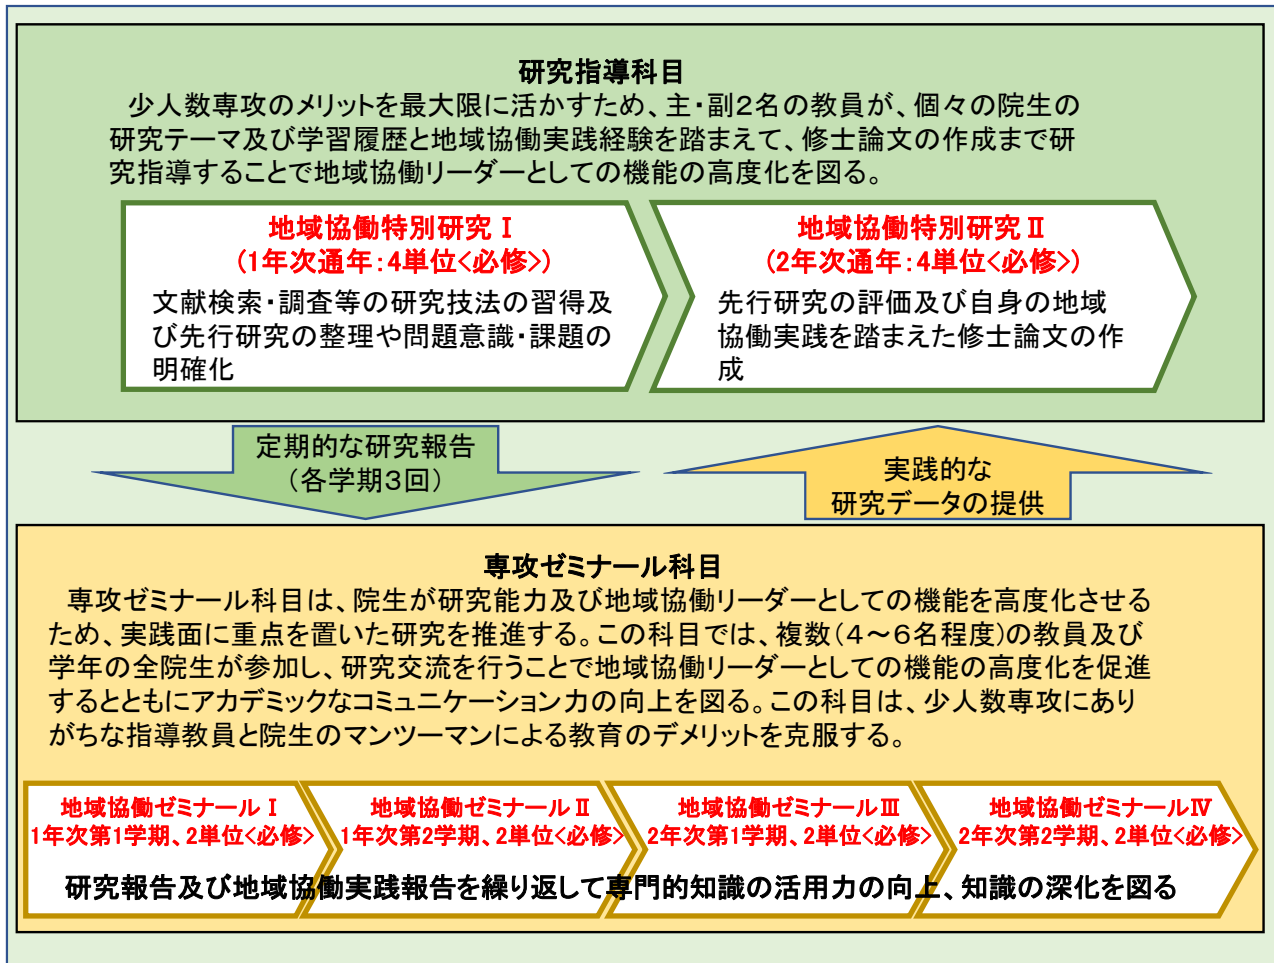 研究指導科目
少人数専攻のメリットを最大限に活かすため、主・副2名の教員が、個々の院生の
研究テーマ及び学習履歴と地域協働実践経験を踏まえて、修士論文の作成まで研
究指導することで地域協働リーダーとしての機能の高度化を図る。
地域協働特別研究Ⅰ
(1年次通年:4単位<必修>)
文献検索・調査等の研究技法の習得及
び先行研究の整理や問題意識・課題の
明確化
地域協働特別研究Ⅱ
(2年次通年:4単位<必修>)
先行研究の評価及び自身の地域
協働実践を踏まえた修士論文の作
成
定期的な研究報告
(各学期3回)
実践的な
研究データの提供
専攻ゼミナール科目
専攻ゼミナール科目は、院生が研究能力及び地域協働リーダーとしての機能を高度化させる
ため、実践面に重点を置いた研究を推進する。この科目では、複数(4~6名程度)の教員及び
学年の全院生が参加し、研究交流を行うことで地域協働リーダーとしての機能の高度化を促進
するとともにアカデミックなコミュニケーション力の向上を図る。この科目は、少人数専攻にあり
がちな指導教員と院生のマンツーマンによる教育のデメリットを克服する。
地域協働ゼミナールⅠ
1年次第1学期、2単位<必修>
地域協働ゼミナールⅡ
1年次第2学期、2単位<必修>
地域協働ゼミナールⅢ
2年次第1学期、2単位<必修>
地域協働ゼミナールⅣ
2年次第2学期、2単位<必修>
研究報告及び地域協働実践報告を繰り返して専門的知識の活用力の向上、知識の深化を図る